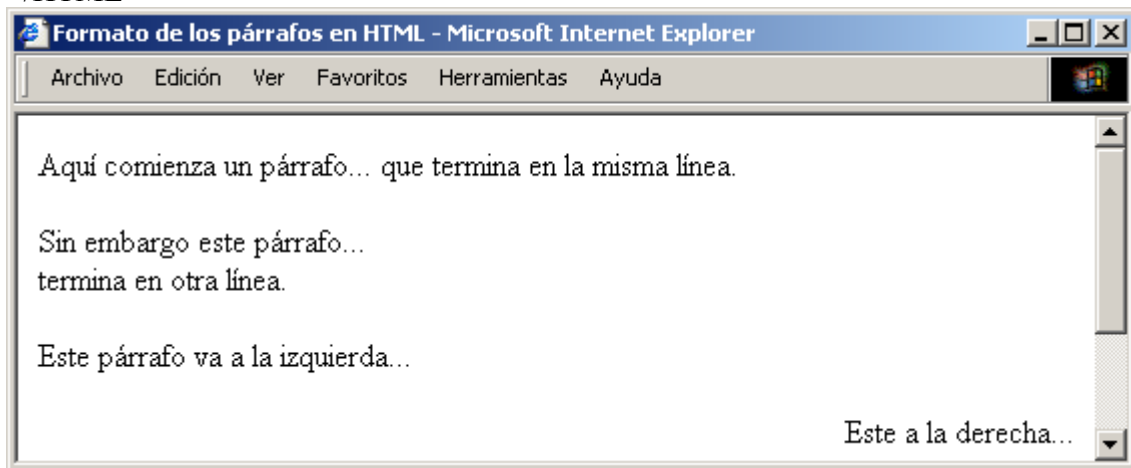 Formato de los párrafos en HTML - Microsoft Internet Explorer
Archivo Edición Ver Favoritos Herramientas Ayuda
Aquí comienza un párrafo... que termina en la misma línea.
Sin embargo este párrafo...
termina en otra línea.
Este párrafo va a la izquierda...
Este a la derecha...